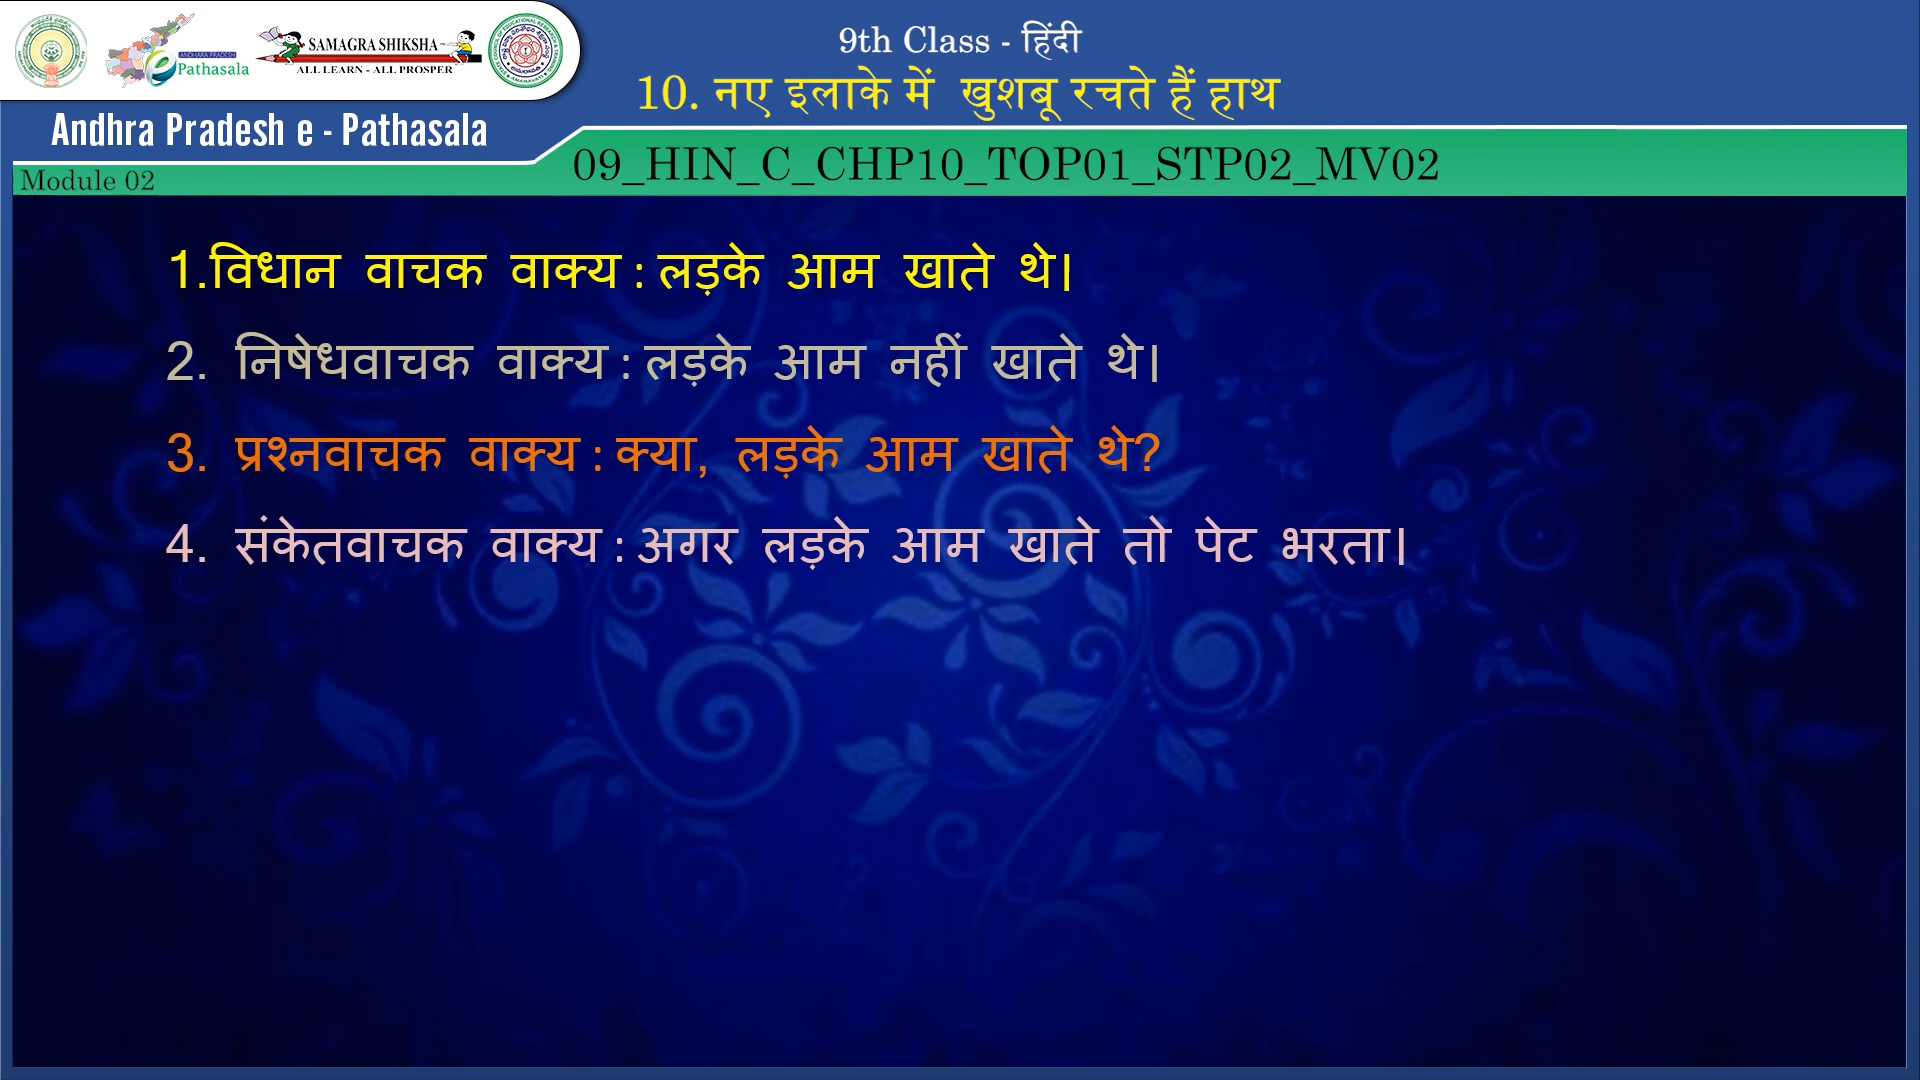 9th Class - हिंदी
10. नए इलाके में खुशबू रचते हैं हाथ
ANDHRA PRADESH
e Pathasala
SAMAGRA SHIKSHA
ALL LEARN - ALL PROSPER
Andhra Pradesh e - Pathasala
09_HIN_C_CHP10_TOP01_STP02_MV02
Module 02
1.विधान वाचक वाक्य : लड़के आम खाते थे।
2. निषेधवाचक वाक्य : लड़के आम नहीं खाते थे।
3. प्रश्नवाचक वाक्य : क्या, लड़के आम खाते थे?
4. संकेतवाचक वाक्य : अगर लड़के आम खाते तो पेट भरता।